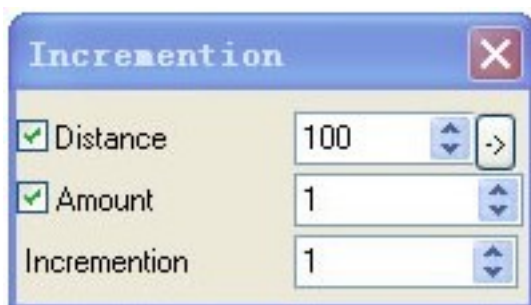 Incremention
Distance 100 ->
Amount 1
Incremention 1